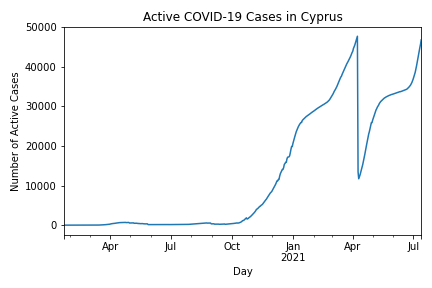 Active COVID-19 Cases in Cyprus
50000
40000
30000
20000
10000
0
Number of Active Cases
Apr Jul Oct Jan Apr Jul
2021
Day